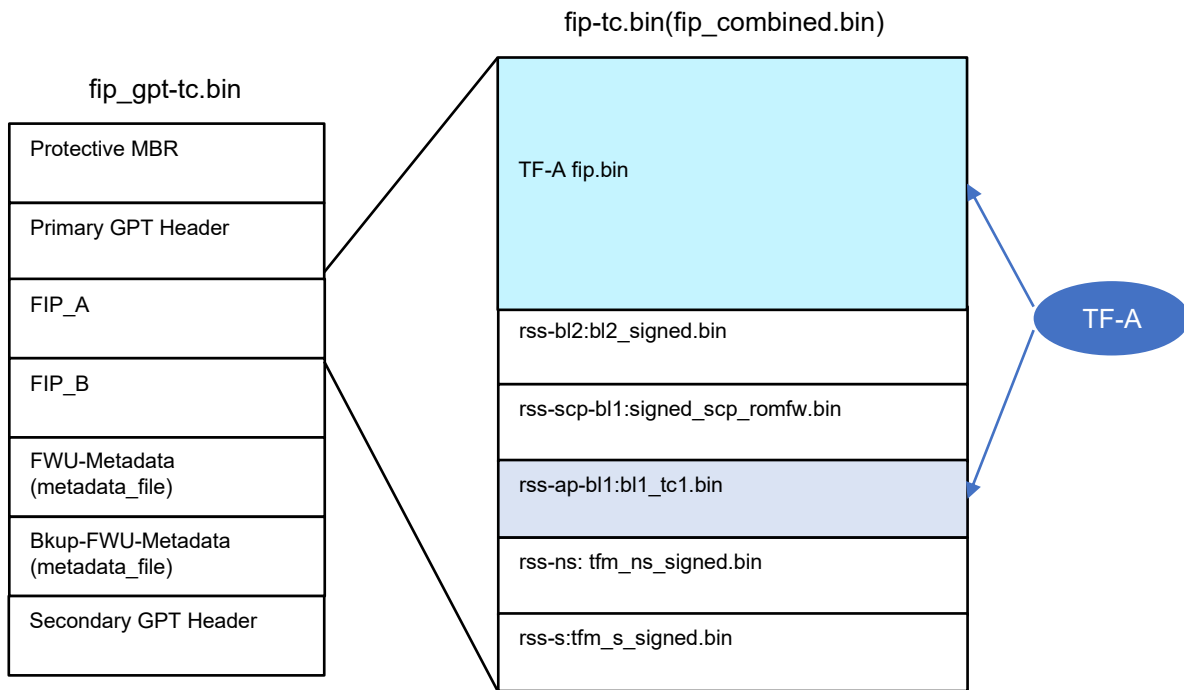 fip-tc.bin(fip_combined.bin)
fip_gpt-tc.bin
Protective MBR
Primary GPT Header
FIP_A
FIP_B
FWU-Metadata
(metadata_file)
Bkup-FWU-Metadata
(metadata_file)
Secondary GPT Header
TF-A fip.bin
rss-bl2:bl2_signed.bin
rss-scp-bl1:signed_scp_romfw.bin
rss-ap-bl1:bl1_tc1.bin
rss-ns: tfm_ns_signed.bin
rss-s:tfm_s_signed.bin
TF-A